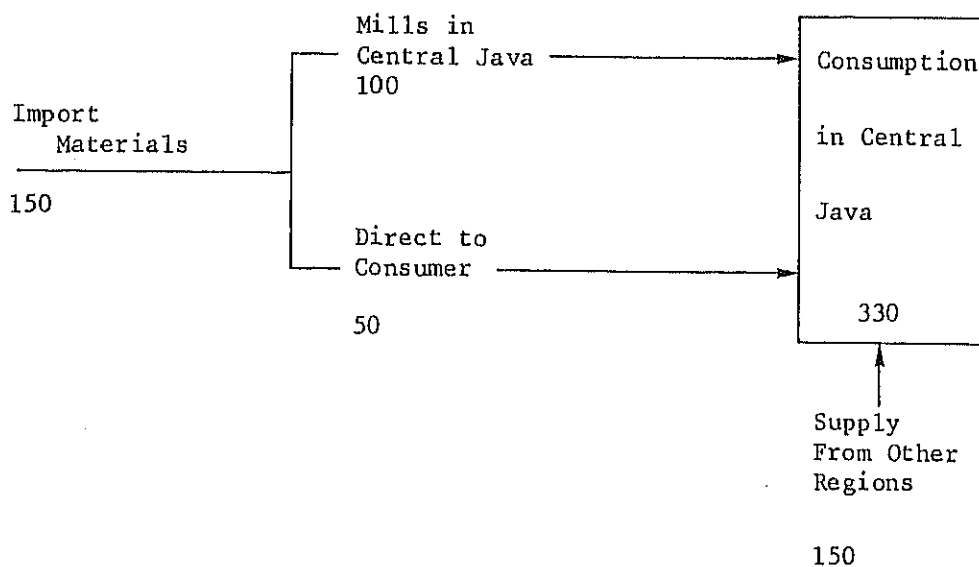 Import
Materials
150
Mills in
Central Java
100
Direct to
Consumer
50
Consumption
in Central
Java
330
Supply
From Other
Regions
150